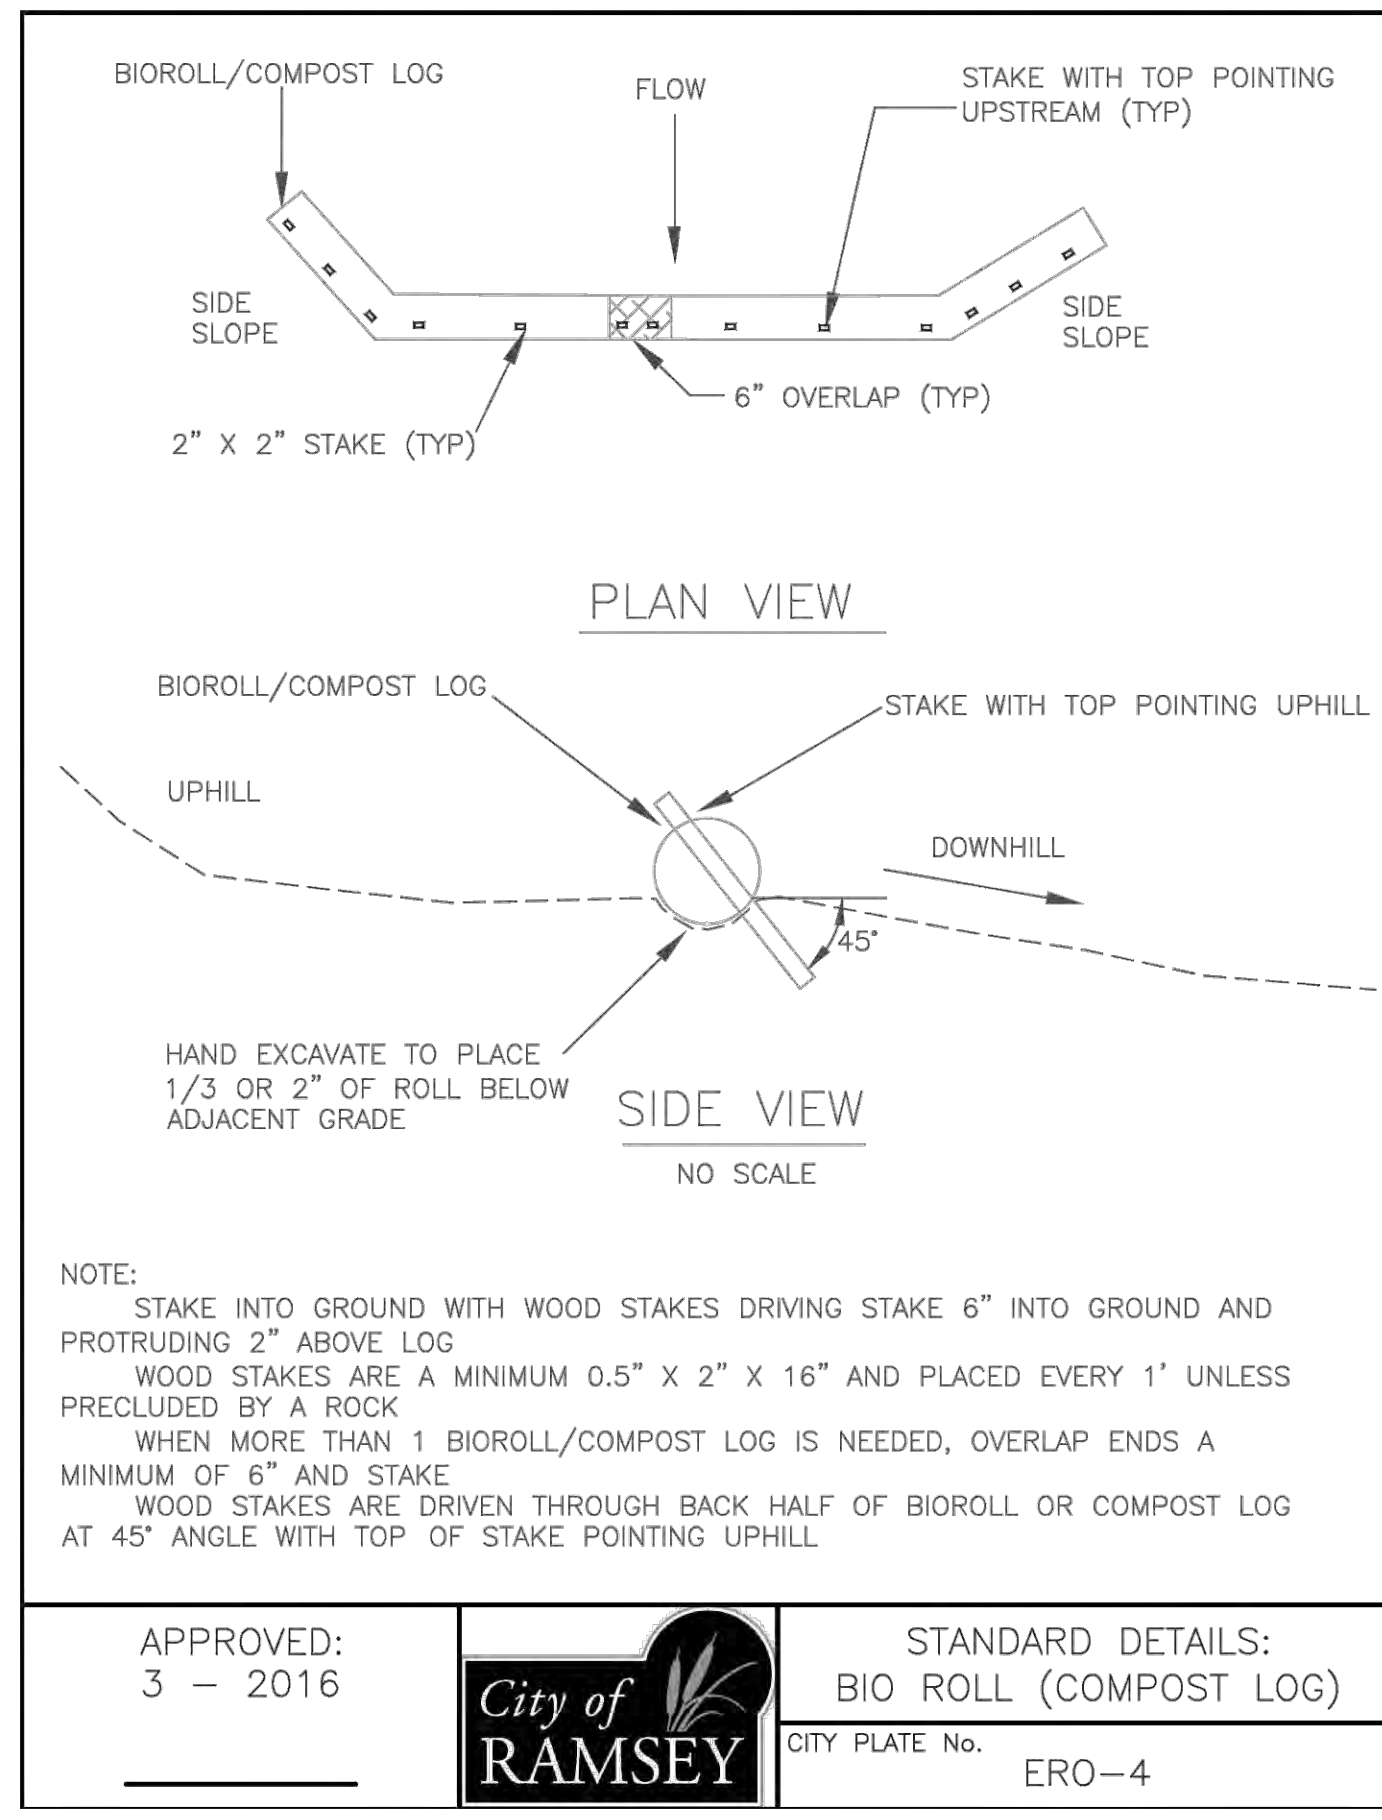 BIOROLL/COMPOST LOG
FLOW
STAKE WITH TOP POINTING
UPSTREAM (TYP)
SIDE
SLOPE
SIDE
SLOPE
6" OVERLAP (TYP)
2" X 2" STAKE (TYP)
PLAN VIEW
BIOROLL/COMPOST LOG
STAKE WITH TOP POINTING UPHILL
UPHILL
DOWNHILL
45°
HAND EXCAVATE TO PLACE
1/3 OR 2" OF ROLL BELOW
ADJACENT GRADE
SIDE VIEW
NO SCALE
NOTE:
STAKE INTO GROUND WITH WOOD STAKES DRIVING STAKE 6" INTO GROUND AND
PROTRUDING 2" ABOVE LOG
WOOD STAKES ARE A MINIMUM 0.5" X 2" X 16" AND PLACED EVERY 1' UNLESS
PRECLUDED BY A ROCK
WHEN MORE THAN 1 BIOROLL/COMPOST LOG IS NEEDED, OVERLAP ENDS A
MINIMUM OF 6" AND STAKE
WOOD STAKES ARE DRIVEN THROUGH BACK HALF OF BIOROLL OR COMPOST LOG
AT 45° ANGLE WITH TOP OF STAKE POINTING UPHILL
APPROVED:
3 - 2016
City of
RAMSEY
STANDARD DETAILS:
BIO ROLL (COMPOST LOG)
CITY PLATE No.
ERO-4